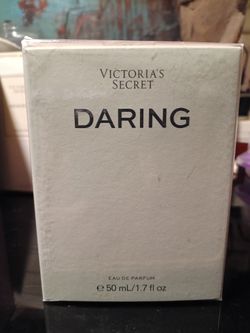 VICTORIA'S
SECRET
DARING
EAU DE PARFUM
℮ 50 mL/1.7 fl oz